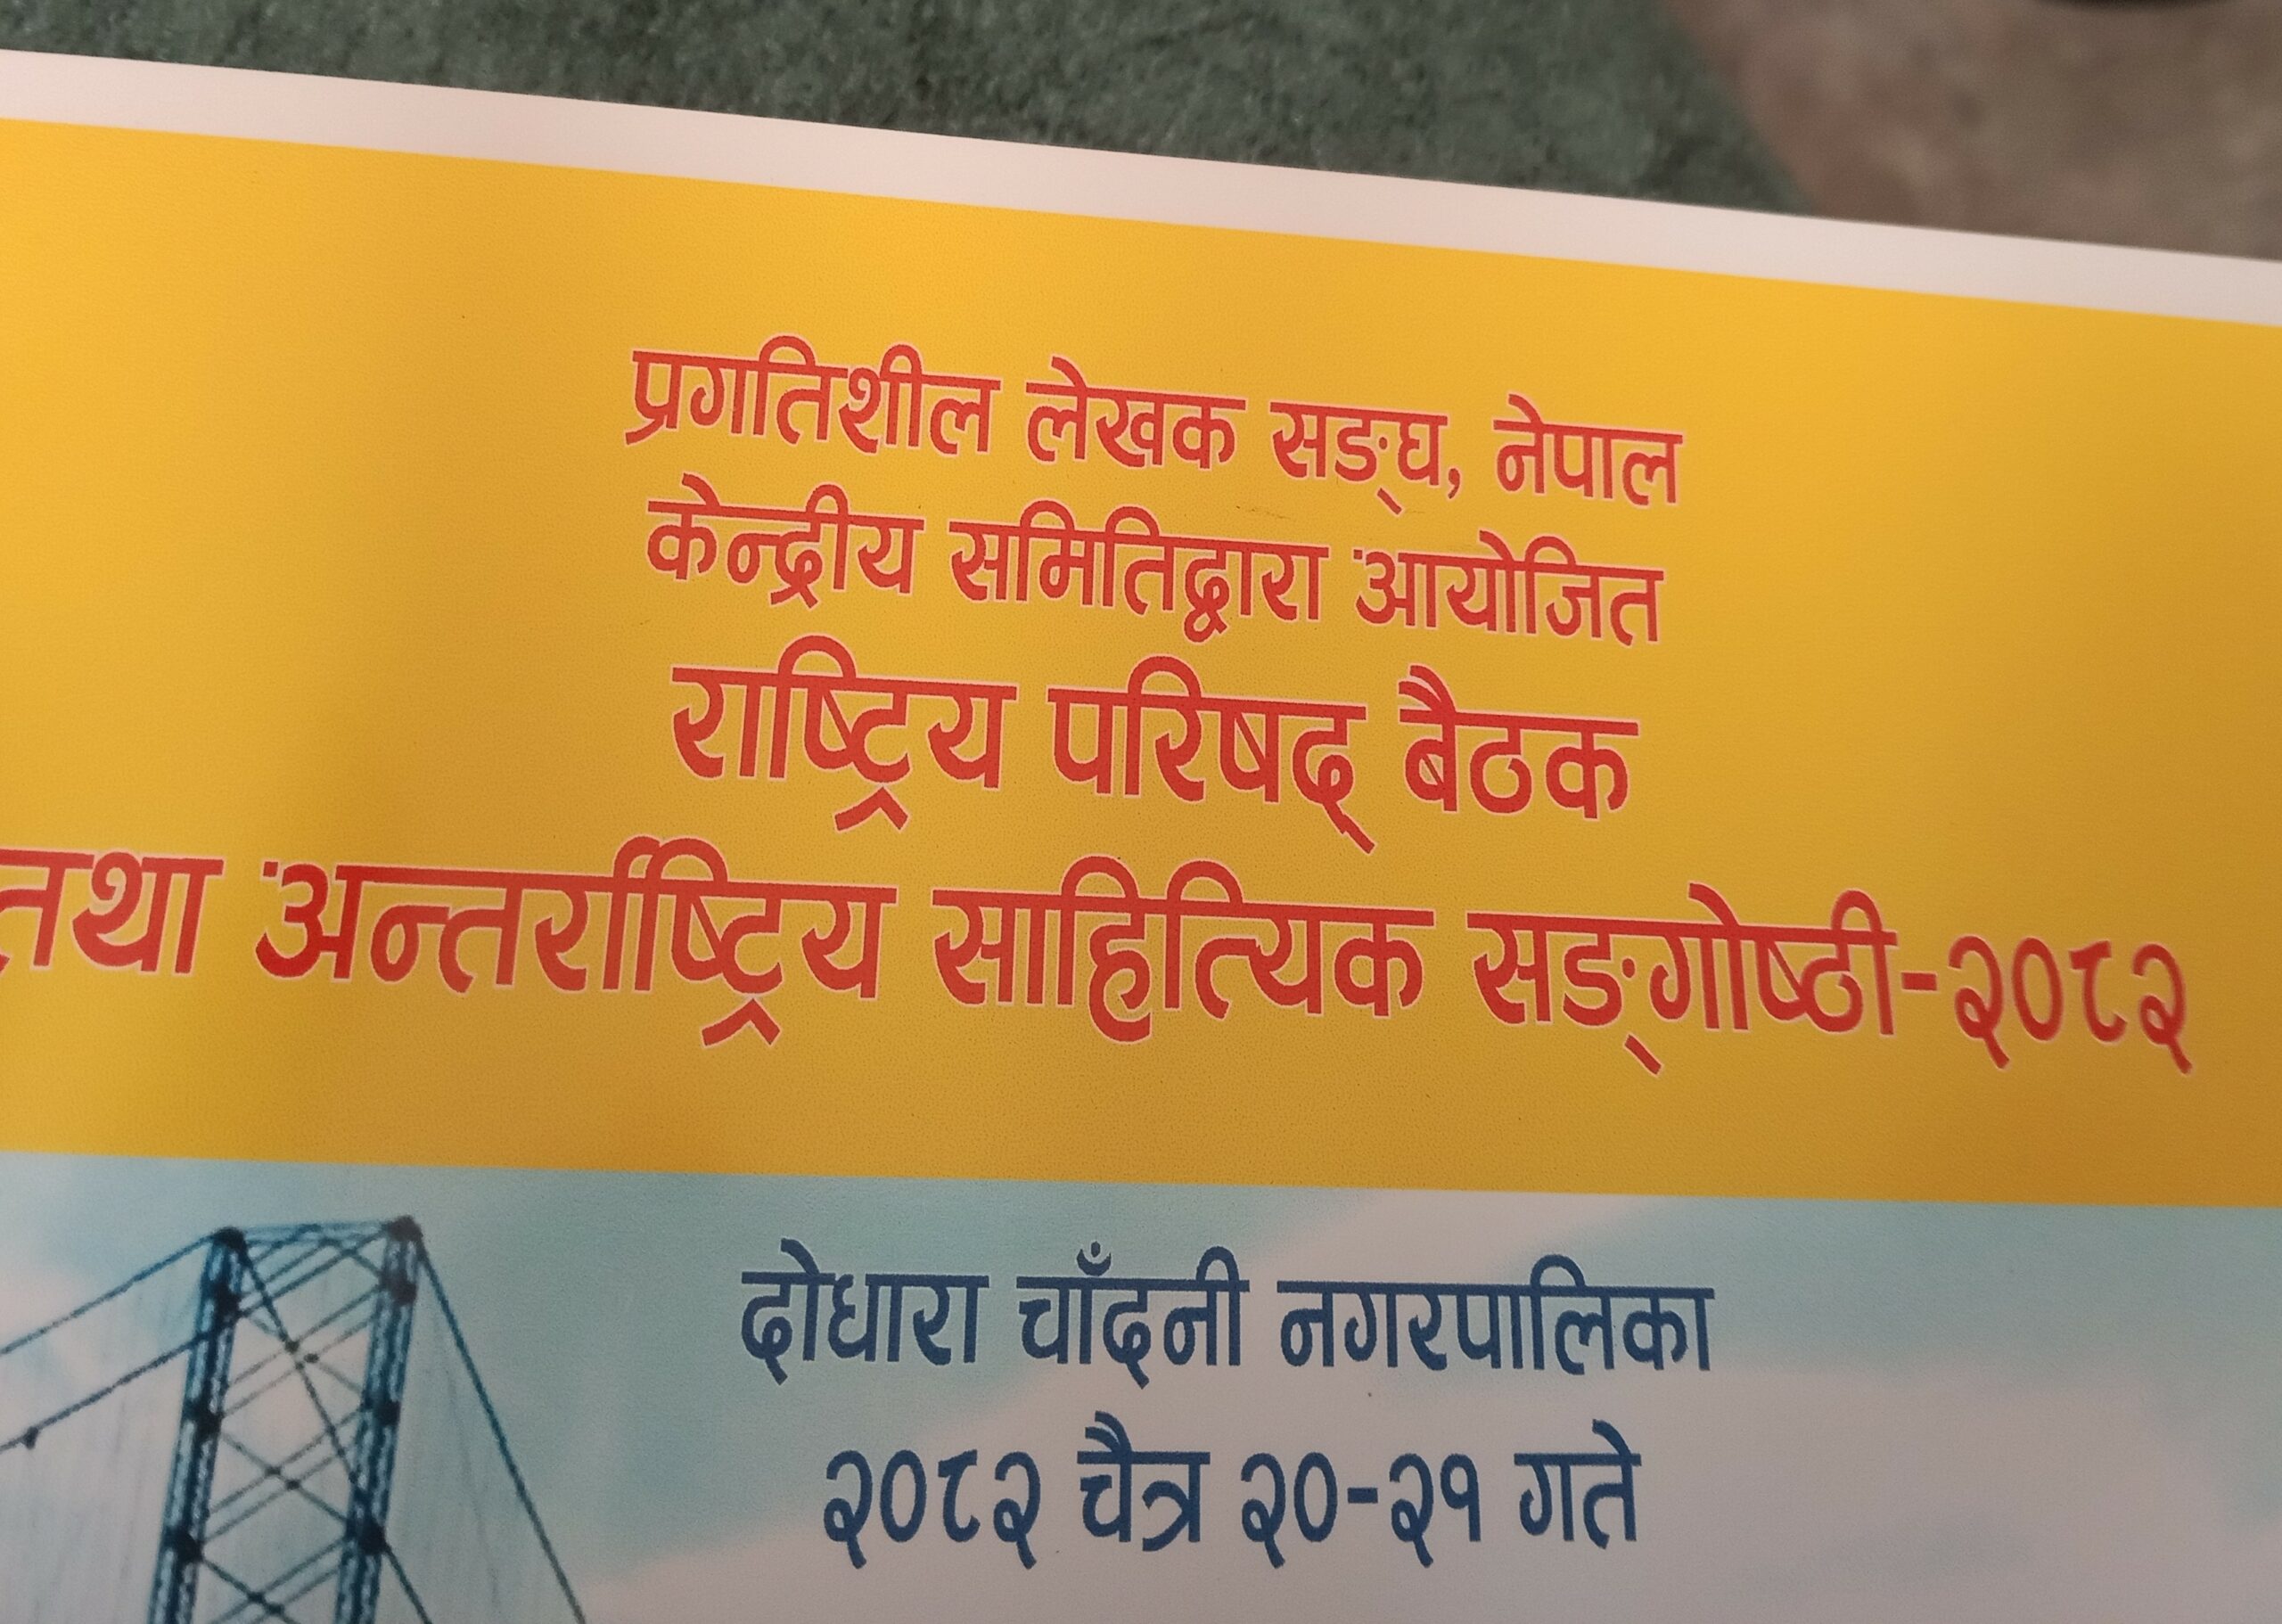 प्रगतिशील लेखक सङ्घ, नेपाल
केन्द्रीय समितिद्वारा आयोजित
राष्ट्रिय परिषद् बैठक
तथा अन्तर्राष्ट्रिय साहित्यिक सङ्गोष्ठी-२०८२
दोधारा चाँदनी नगरपालिका
२०८२ चैत्र २०-२१ गते